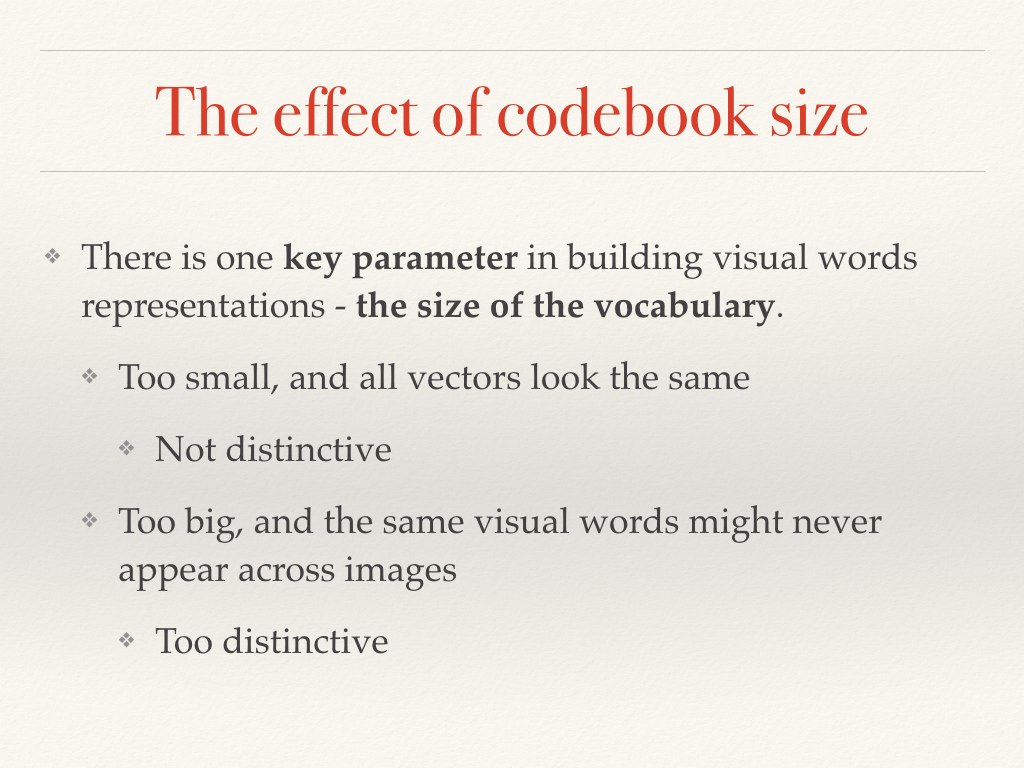 The effect of codebook size
❖ There is one key parameter in building visual words
representations - the size of the vocabulary.
❖ Too small, and all vectors look the same
❖ Not distinctive
❖ Too big, and the same visual words might never
appear across images
❖ Too distinctive